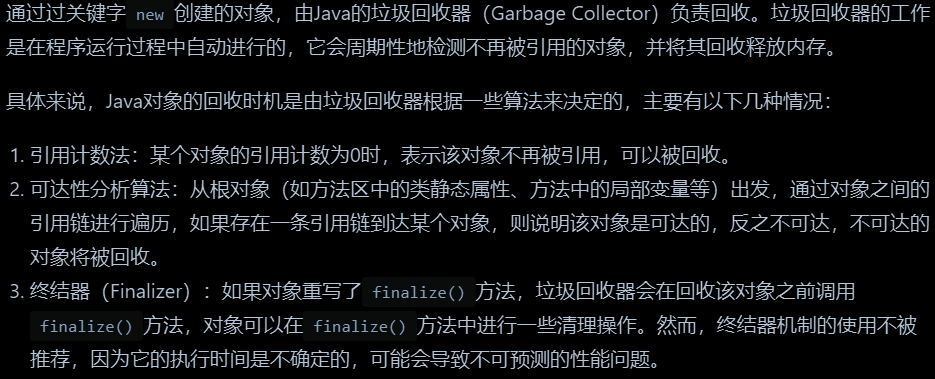 通过过关键字 new 创建的对象，由Java的垃圾回收器（Garbage Collector）负责回收。垃圾回收器的工作
是在程序运行过程中自动进行的，它会周期性地检测不再被引用的对象，并将其回收释放内存。
具体来说，Java对象的回收时机是由垃圾回收器根据一些算法来决定的，主要有以下几种情况：
1. 引用计数法：某个对象的引用计数为0时，表示该对象不再被引用，可以被回收。
2. 可达性分析算法：从根对象（如方法区中的类静态属性、方法中的局部变量等）出发，通过对象之间的
引用链进行遍历，如果存在一条引用链到达某个对象，则说明该对象是可达的，反之不可达，不可达的
对象将被回收。
3. 终结器（Finalizer）：如果对象重写了 finalize() 方法，垃圾回收器会在回收该对象之前调用
finalize() 方法，对象可以在 finalize() 方法中进行一些清理操作。然而，终结器机制的使用不被
推荐，因为它的执行时间是不确定的，可能会导致不可预测的性能问题。